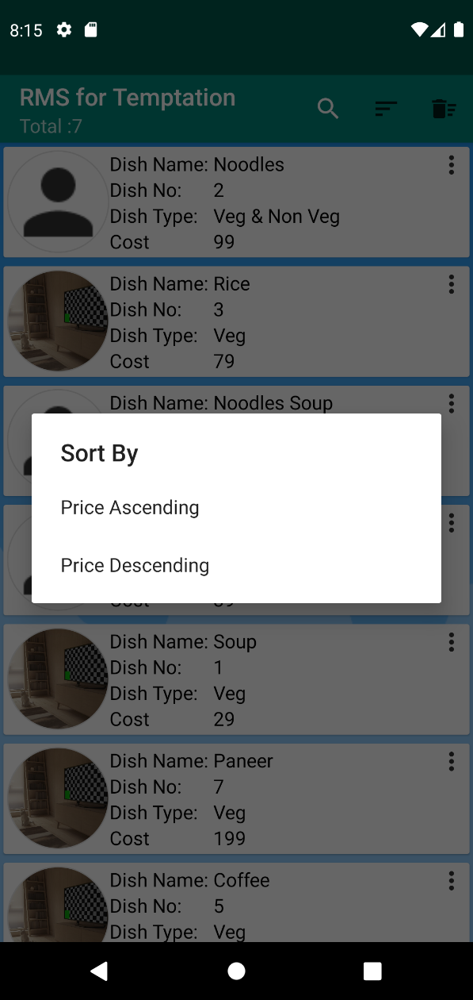 8:15
RMS for Temptation
Total :7
Dish Name: Noodles
Dish No: 2
Dish Type: Veg & Non Veg
Cost 99
Dish Name: Rice
Dish No: 3
Dish Type: Veg
Cost 79
Dish Name: Noodles Soup
Sort By
Price Ascending
Price Descending
Dish Name: Soup
Dish No: 1
Dish Type: Veg
Cost 29
Dish Name: Paneer
Dish No: 7
Dish Type: Veg
Cost 199
Dish Name: Coffee
Dish No: 5
Dish Type: Veg